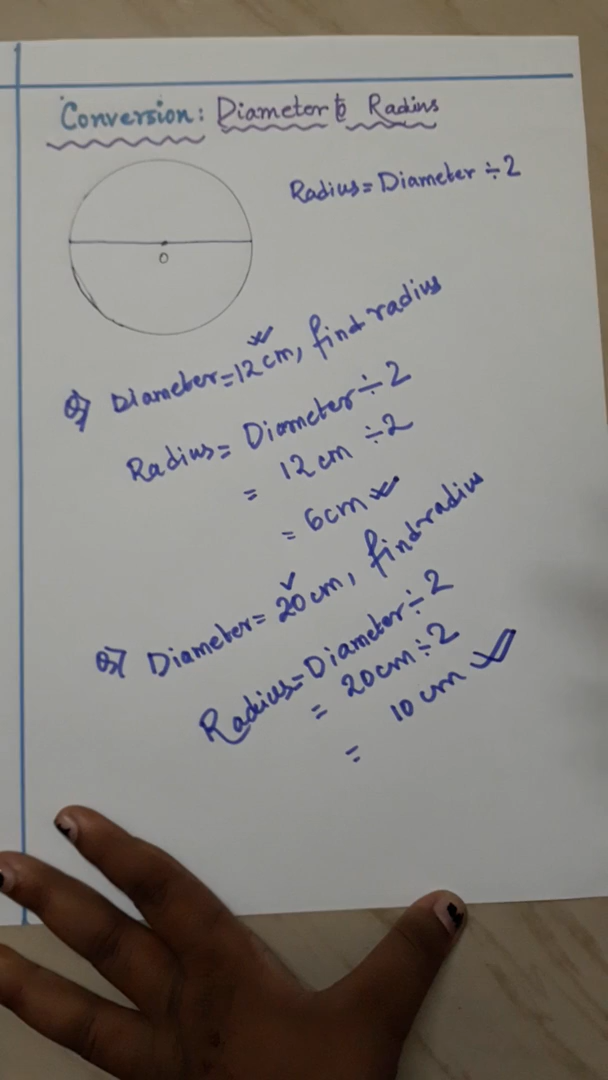 Conversion: Diameter to Radius
Radius = Diameter ÷ 2
O
Q) Diameter = 12 cm, find radius
Radius = Diameter ÷ 2
= 12 cm ÷ 2
= 6 cm
Q) Diameter = 20 cm, find radius
Radius = Diameter ÷ 2
= 20 cm ÷ 2
= 10 cm